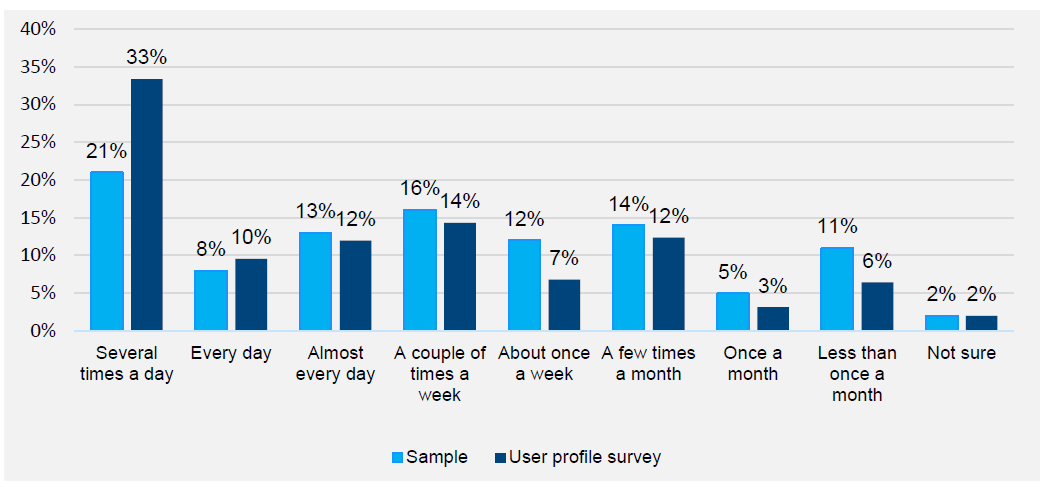 40%
35%
30%
25%
20%
15%
10%
5%
0%
21%
33%
8%
10%
13%
12%
16%
14%
12%
7%
14%
12%
5%
3%
11%
6%
2%
2%
Several
times a day
Every day
Almost
every day
A couple of
times a
week
About once
a week
A few times
a month
Once a
month
Less than
once a
month
Not sure
Sample
User profile survey